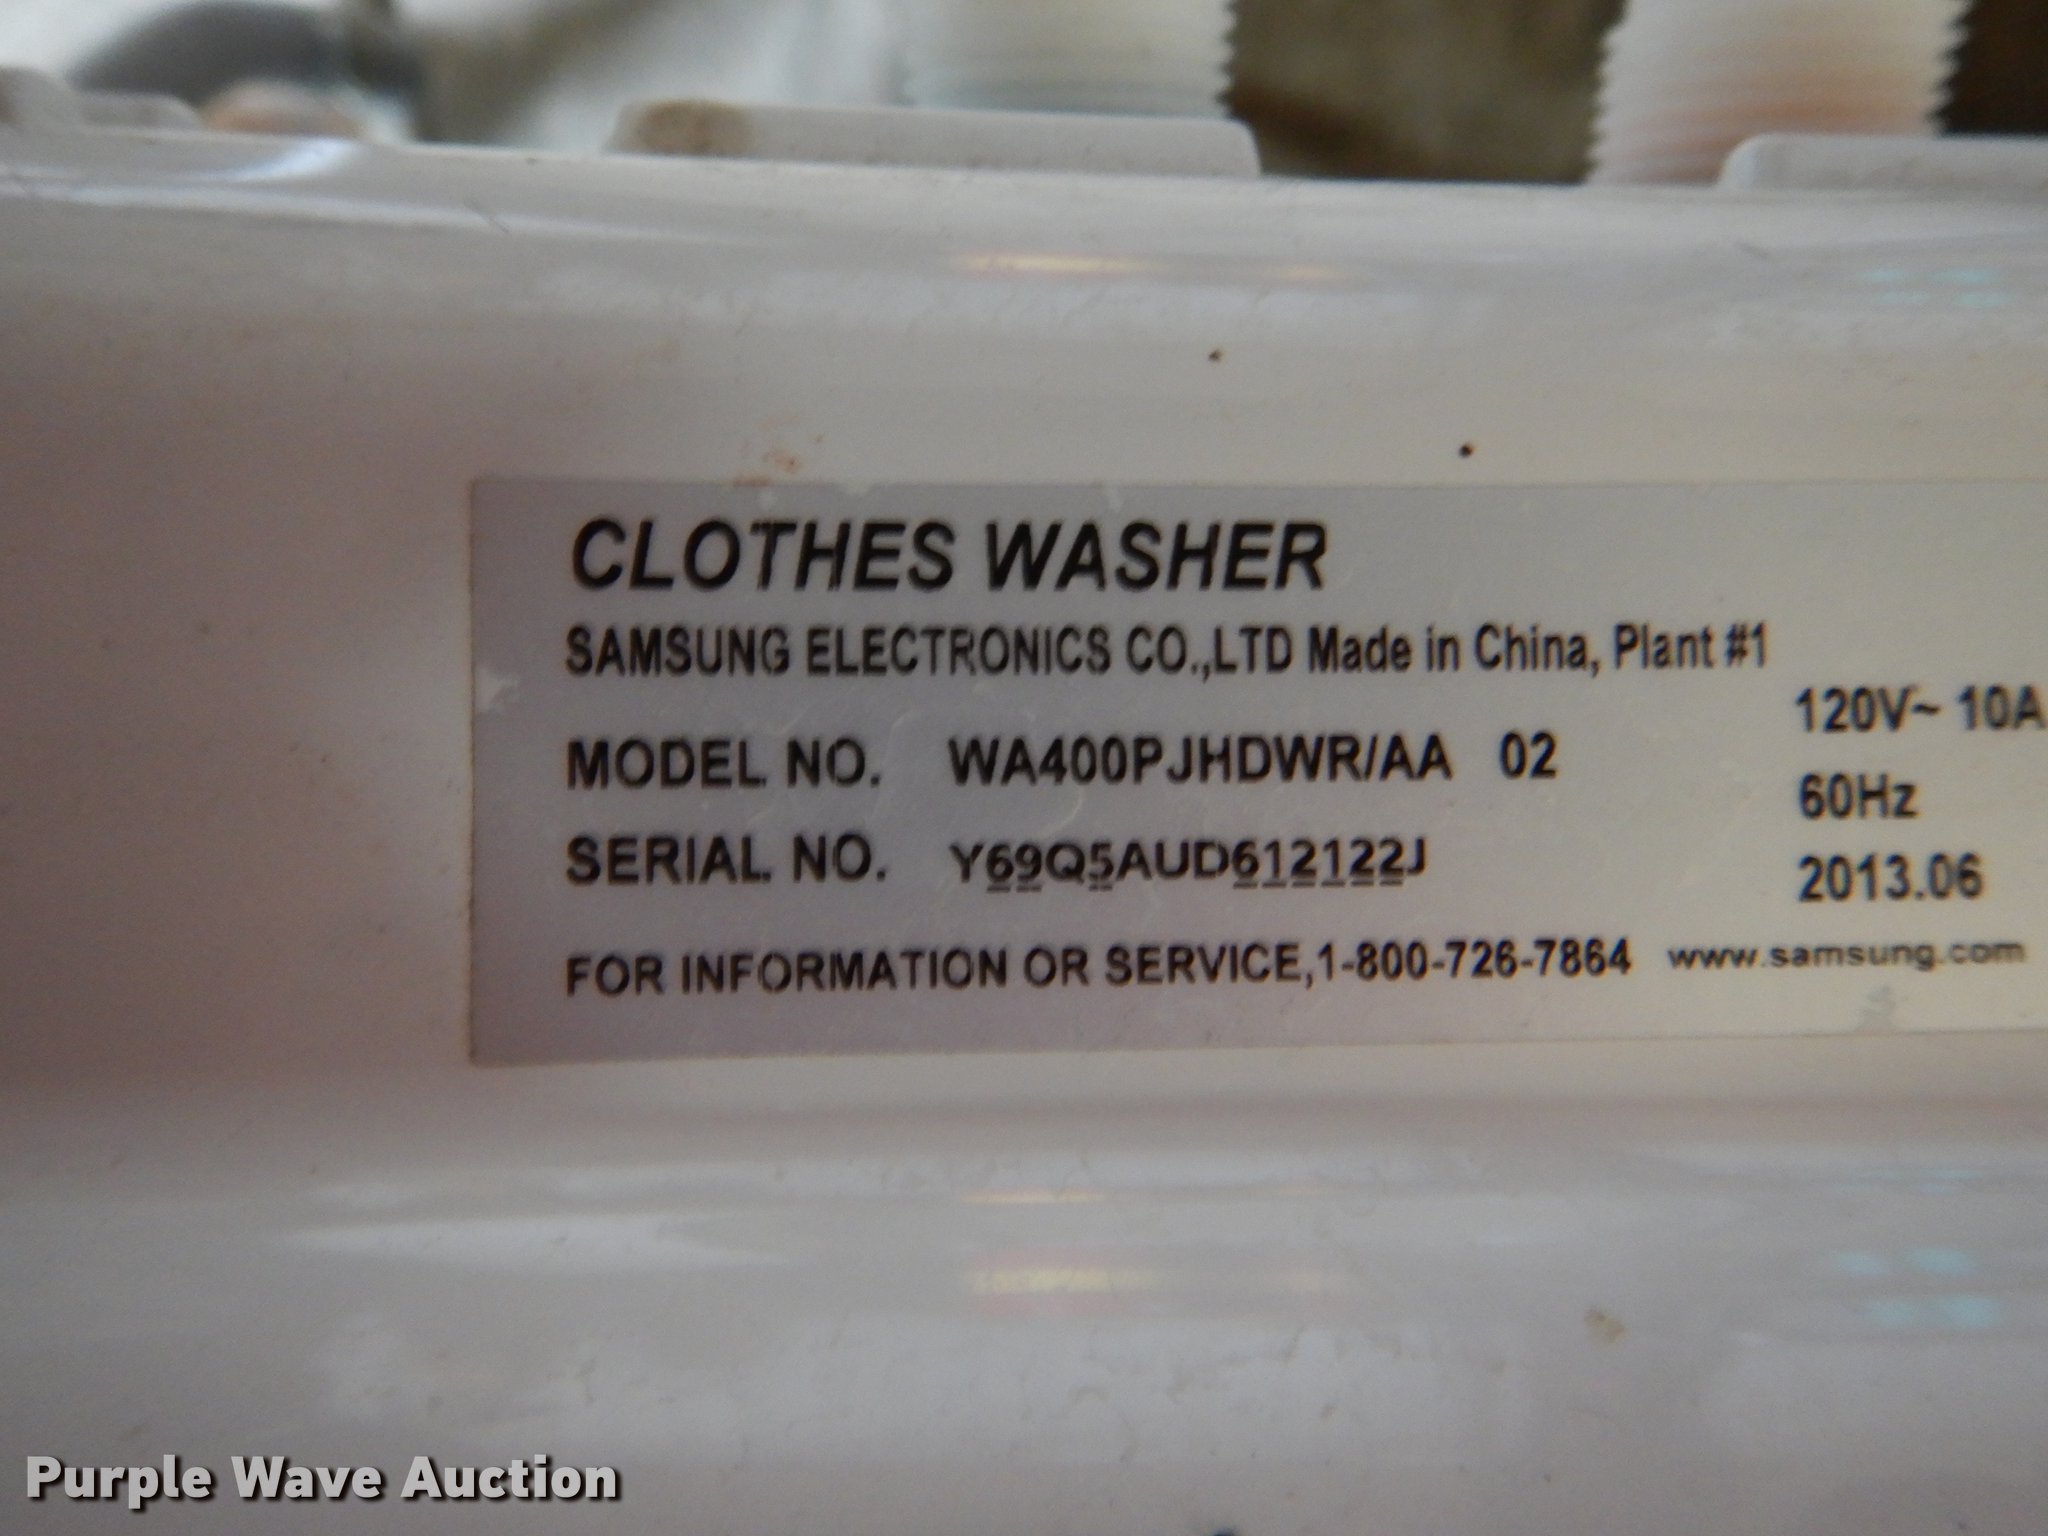 CLOTHES WASHER
SAMSUNG ELECTRONICS CO.,LTD Made in China, Plant #1
120V~ 10A
MODEL NO. WA400PJHDWR/AA 02
60Hz
SERIAL NO. Y69Q5AUD612122J
2013.06
FOR INFORMATION OR SERVICE,1-800-726-7864 www.samsung.com
Purple Wave Auction